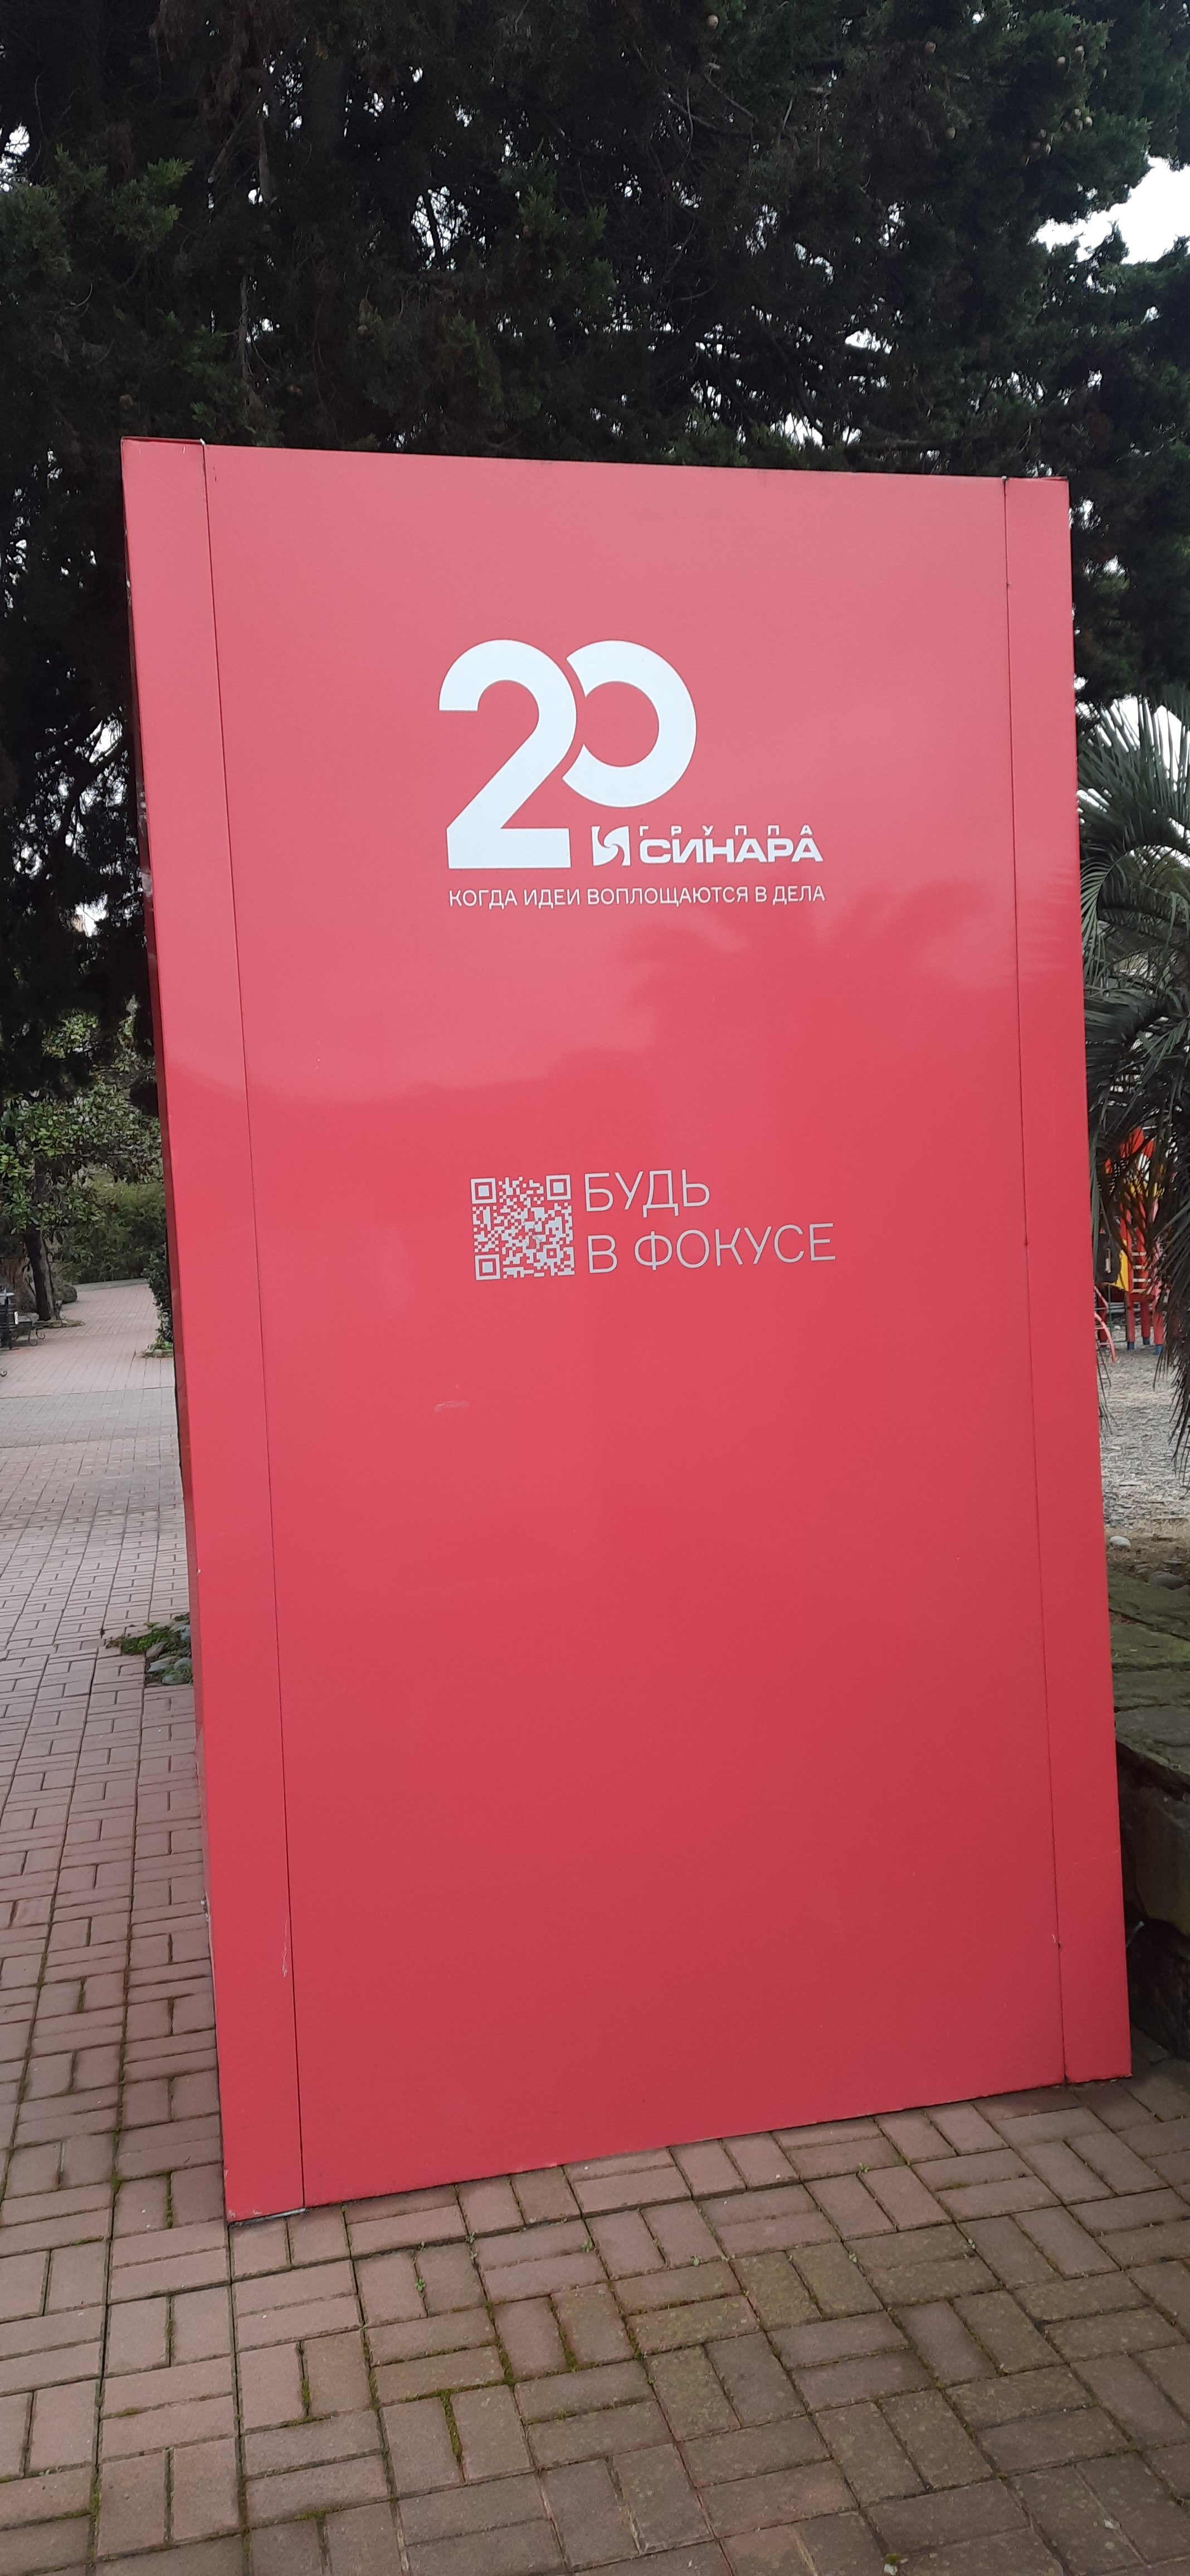 20
ГРУППА
СИНАРА
КОГДА ИДЕИ ВОПЛОЩАЮТСЯ В ДЕЛА
БУДЬ
В ФОКУСЕ